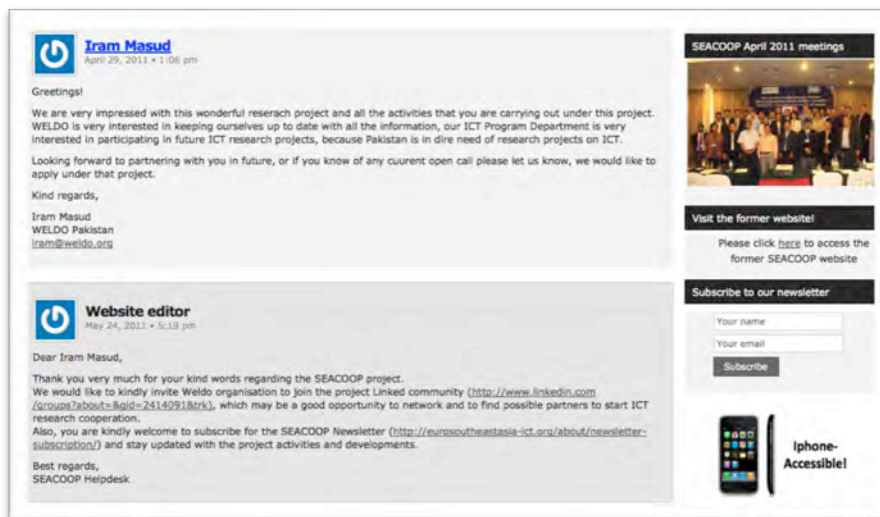 Iram Masud
April 29, 2011 • 1:06 pm
Greetings!
We are very impressed with this wonderful reserach project and all the activities that you are carrying out under this project.
WELDO is very interested in keeping ourselves up to date with all the information, our ICT Program Department is very
interested in participating in future ICT research projects, because Pakistan is in dire need of research projects on ICT.
Looking forward to partnering with you in future, or if you know of any cuurent open call please let us know, we would like to
apply under that project.
Kind regards,
Iram Masud
WELDO Pakistan
iram@weldo.org
Website editor
May 24, 2011 • 5:19 pm
Dear Iram Masud,
Thank you very much for your kind words regarding the SEACOOP project.
We would like to kindly invite Weldo organisation to join the project Linked community (http://www.linkedin.com
/groups?about=&gid=2414091&trk), which may be a good opportunity to network and to find possible partners to start ICT
research cooperation.
Also, you are kindly welcome to subscribe for the SEACOOP Newsletter (http://eurosoutheastasia-ict.org/about/newsletter-
subscription/) and stay updated with the project activities and developments.
Best regards,
SEACOOP Helpdesk
SEACOOP April 2011 meetings
Visit the former website!
Please click here to access the
former SEACOOP website
Subscribe to our newsletter
Your name
Your email
Subscribe
Iphone-
Accessible!